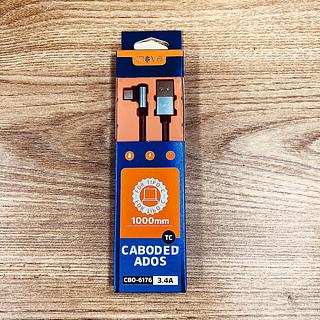 inova
1000mm
TC
CABODED
ADOS
CBO-6176 3.4A